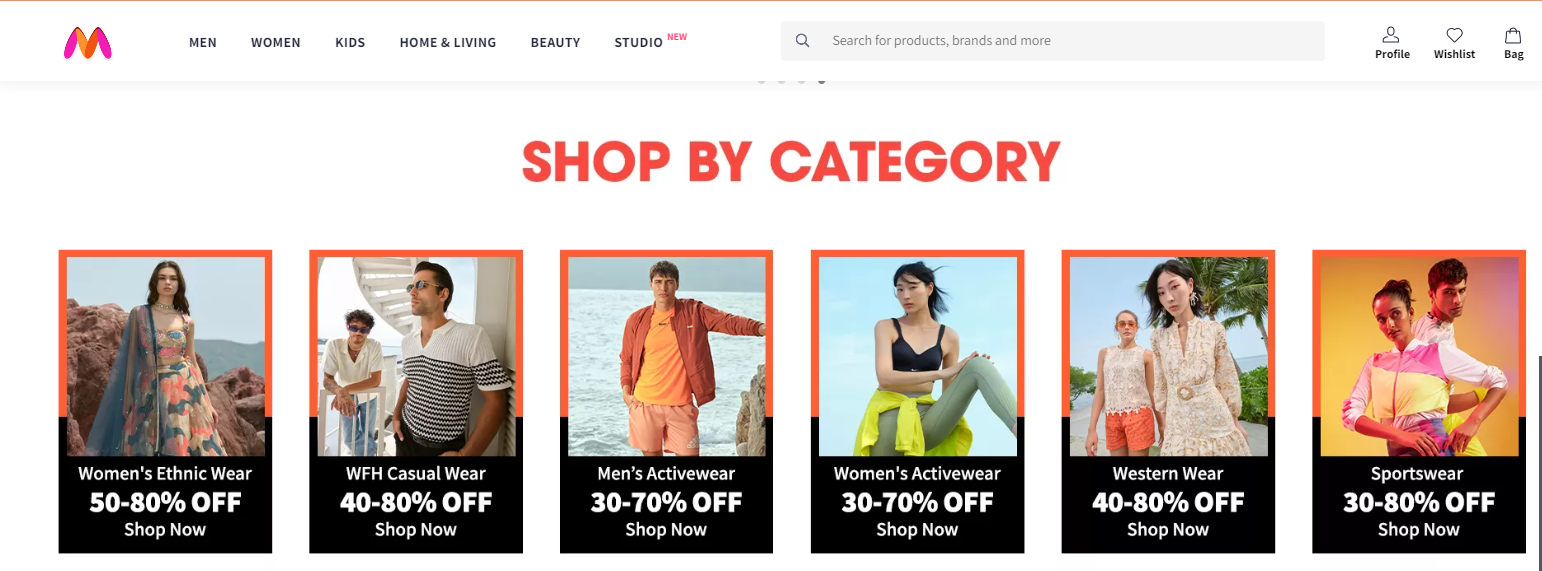 MEN WOMEN KIDS HOME & LIVING BEAUTY STUDIO NEW
Search for products, brands and more
Profile Wishlist Bag
SHOP BY CATEGORY
Women's Ethnic Wear
50-80% OFF
Shop Now
WFH Casual Wear
40-80% OFF
Shop Now
Men’s Activewear
30-70% OFF
Shop Now
Women's Activewear
30-70% OFF
Shop Now
Western Wear
40-80% OFF
Shop Now
Sportswear
30-80% OFF
Shop Now